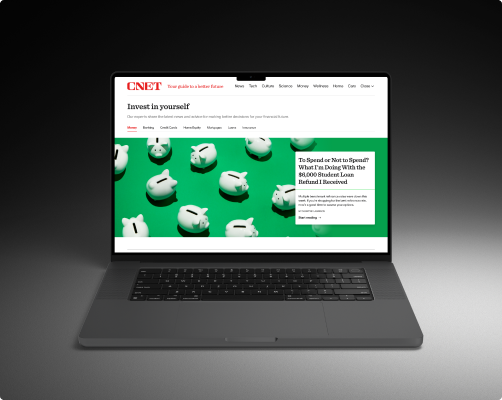 CNET Your guide to a better future News Tech Culture Science Money Wellness Home Cars
Invest in yourself
Our experts share the latest news and advice for making better decisions for your financial future.
Money Banking Credit Cards Home Equity Mortgages Loans Insurance
To Spend or Not to Spend?
What I'm Doing With the
$6,000 Student Loan
Refund I Received
Start reading →